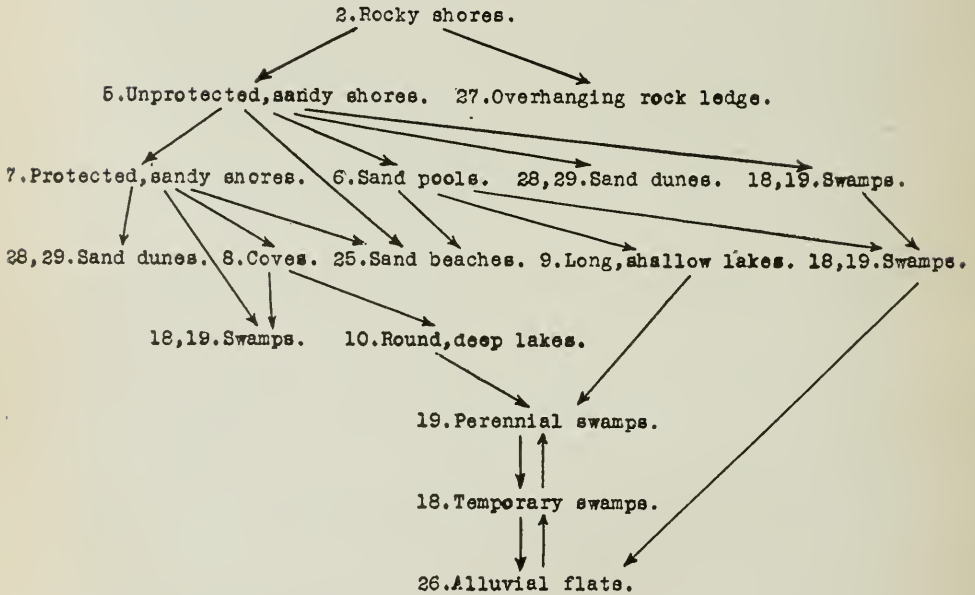 2.Rocky shores.
5.Unprotected,sandy shores. 27.Overhanging rock ledge.
7.Protected,sandy shores. 6.Sand pools. 28,29.Sand dunes. 18,19.Swamps.
28,29.Sand dunes. 8.Coves. 25.Sand beaches. 9.Long,shallow lakes. 18,19.Swamps.
18,19.Swamps. 10.Round,deep lakes.
19.Perennial swamps.
18.Temporary swamps.
26.Alluvial flats.